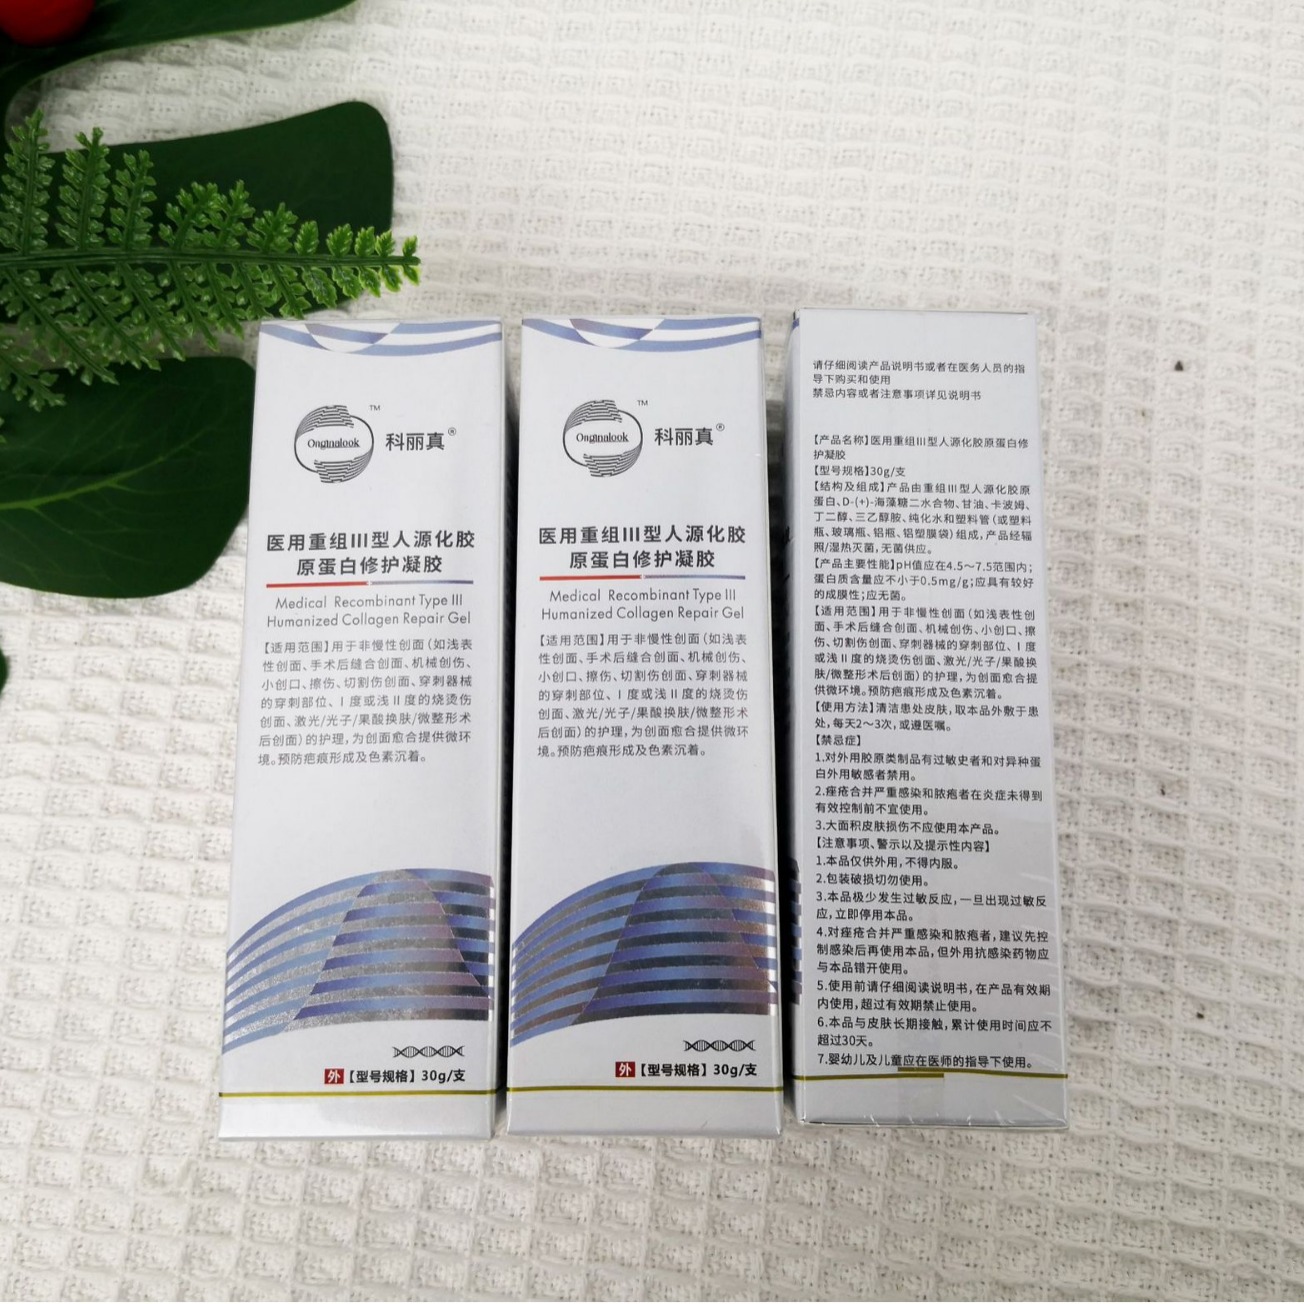 Onginalook
TM
科丽真®
医用重组III型人源化胶
原蛋白修护凝胶
Medical Recombinant Type III
Humanized Collagen Repair Gel
【适用范围】用于非慢性创面(如浅表
性创面、手术后缝合创面、机械创伤、
小创口、擦伤、切割伤创面、穿刺器械
的穿刺部位、I度或浅II度的烧烫伤
创面、激光/光子/果酸换肤/微整形术
后创面)的护理,为创面愈合提供微环
境。预防疤痕形成及色素沉着。
外【型号规格】30g/支
Onginalook
TM
科丽真®
医用重组III型人源化胶
原蛋白修护凝胶
Medical Recombinant Type III
Humanized Collagen Repair Gel
【适用范围】用于非慢性创面(如浅表
性创面、手术后缝合创面、机械创伤、
小创口、擦伤、切割伤创面、穿刺器械
的穿刺部位、I度或浅II度的烧烫伤
创面、激光/光子/果酸换肤/微整形术
后创面)的护理,为创面愈合提供微环
境。预防疤痕形成及色素沉着。
外【型号规格】30g/支
请仔细阅读产品说明书或者在医务人员的指
导下购买和使用
禁忌内容或者注意事项详见说明书
【产品名称】医用重组III型人源化胶原蛋白修
护凝胶
【型号规格】30g/支
【结构及组成】产品由重组III型人源化胶原
蛋白、D-(+)-海藻糖二水合物、甘油、卡波姆、
丁二醇、三乙醇胺、纯化水和塑料管(或塑料
瓶、玻璃瓶、铝瓶、铝塑膜袋)组成,产品经辐
照/湿热灭菌,无菌供应。
【产品主要性能】pH值应在4.5~7.5范围内;
蛋白质含量应不小于0.5mg/g;应具有较好
的成膜性;应无菌。
【适用范围】用于非慢性创面(如浅表性创
面、手术后缝合创面、机械创伤、小创口、擦
伤、切割伤创面、穿刺器械的穿刺部位、I度
或浅II度的烧烫伤创面、激光/光子/果酸换
肤/微整形术后创面)的护理,为创面愈合提
供微环境。预防疤痕形成及色素沉着。
【使用方法】清洁患处皮肤,取本品外敷于患
处,每天2~3次,或遵医嘱。
【禁忌症】
1.对外用胶原类制品有过敏史者和对异种蛋
白外用敏感者禁用。
2.痤疮合并严重感染和脓疱者在炎症未得到
有效控制前不宜使用。
3.大面积皮肤损伤不应使用本产品。
【注意事项、警示以及提示性内容】
1.本品仅供外用,不得内服。
2.包装破损切勿使用。
3.本品极少发生过敏反应,一旦出现过敏反
应,立即停用本品。
4.对痤疮合并严重感染和脓疱者,建议先控
制感染后再使用本品,但外用抗感染药物应
与本品错开使用。
5.使用前请仔细阅读说明书,在产品有效期
内使用,超过有效期禁止使用。
6.本品与皮肤长期接触,累计使用时间应不
超过30天。
7.婴幼儿及儿童应在医师的指导下使用。